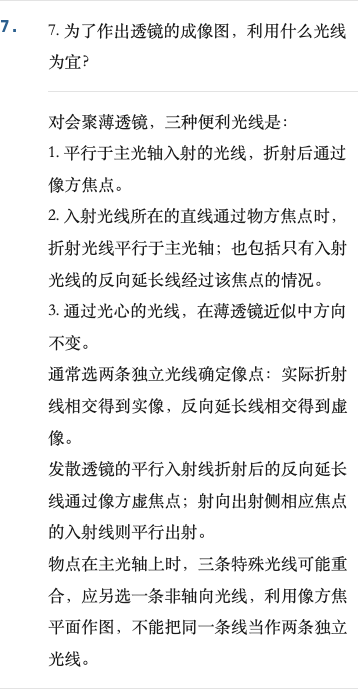 7.
7. 为了作出透镜的成像图，利用什么光线
为宜？
对会聚薄透镜，三种便利光线是：
1. 平行于主光轴入射的光线，折射后通过
像方焦点。
2. 入射光线所在的直线通过物方焦点时，
折射光线平行于主光轴；也包括只有入射
光线的反向延长线经过该焦点的情况。
3. 通过光心的光线，在薄透镜近似中方向
不变。
通常选两条独立光线确定像点：实际折射
线相交得到实像，反向延长线相交得到虚
像。
发散透镜的平行入射线折射后的反向延长
线通过像方虚焦点；射向出射侧相应焦点
的入射线则平行出射。
物点在主光轴上时，三条特殊光线可能重
合，应另选一条非轴向光线，利用像方焦
平面作图，不能把同一条线当作两条独立
光线。